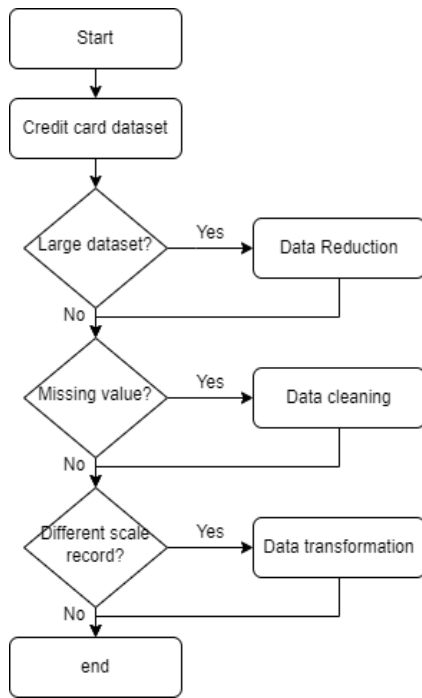 Start
Credit card dataset
Large dataset?
Yes
Data Reduction
No
Missing value?
Yes
Data cleaning
No
Different scale
record?
Yes
Data transformation
No
end